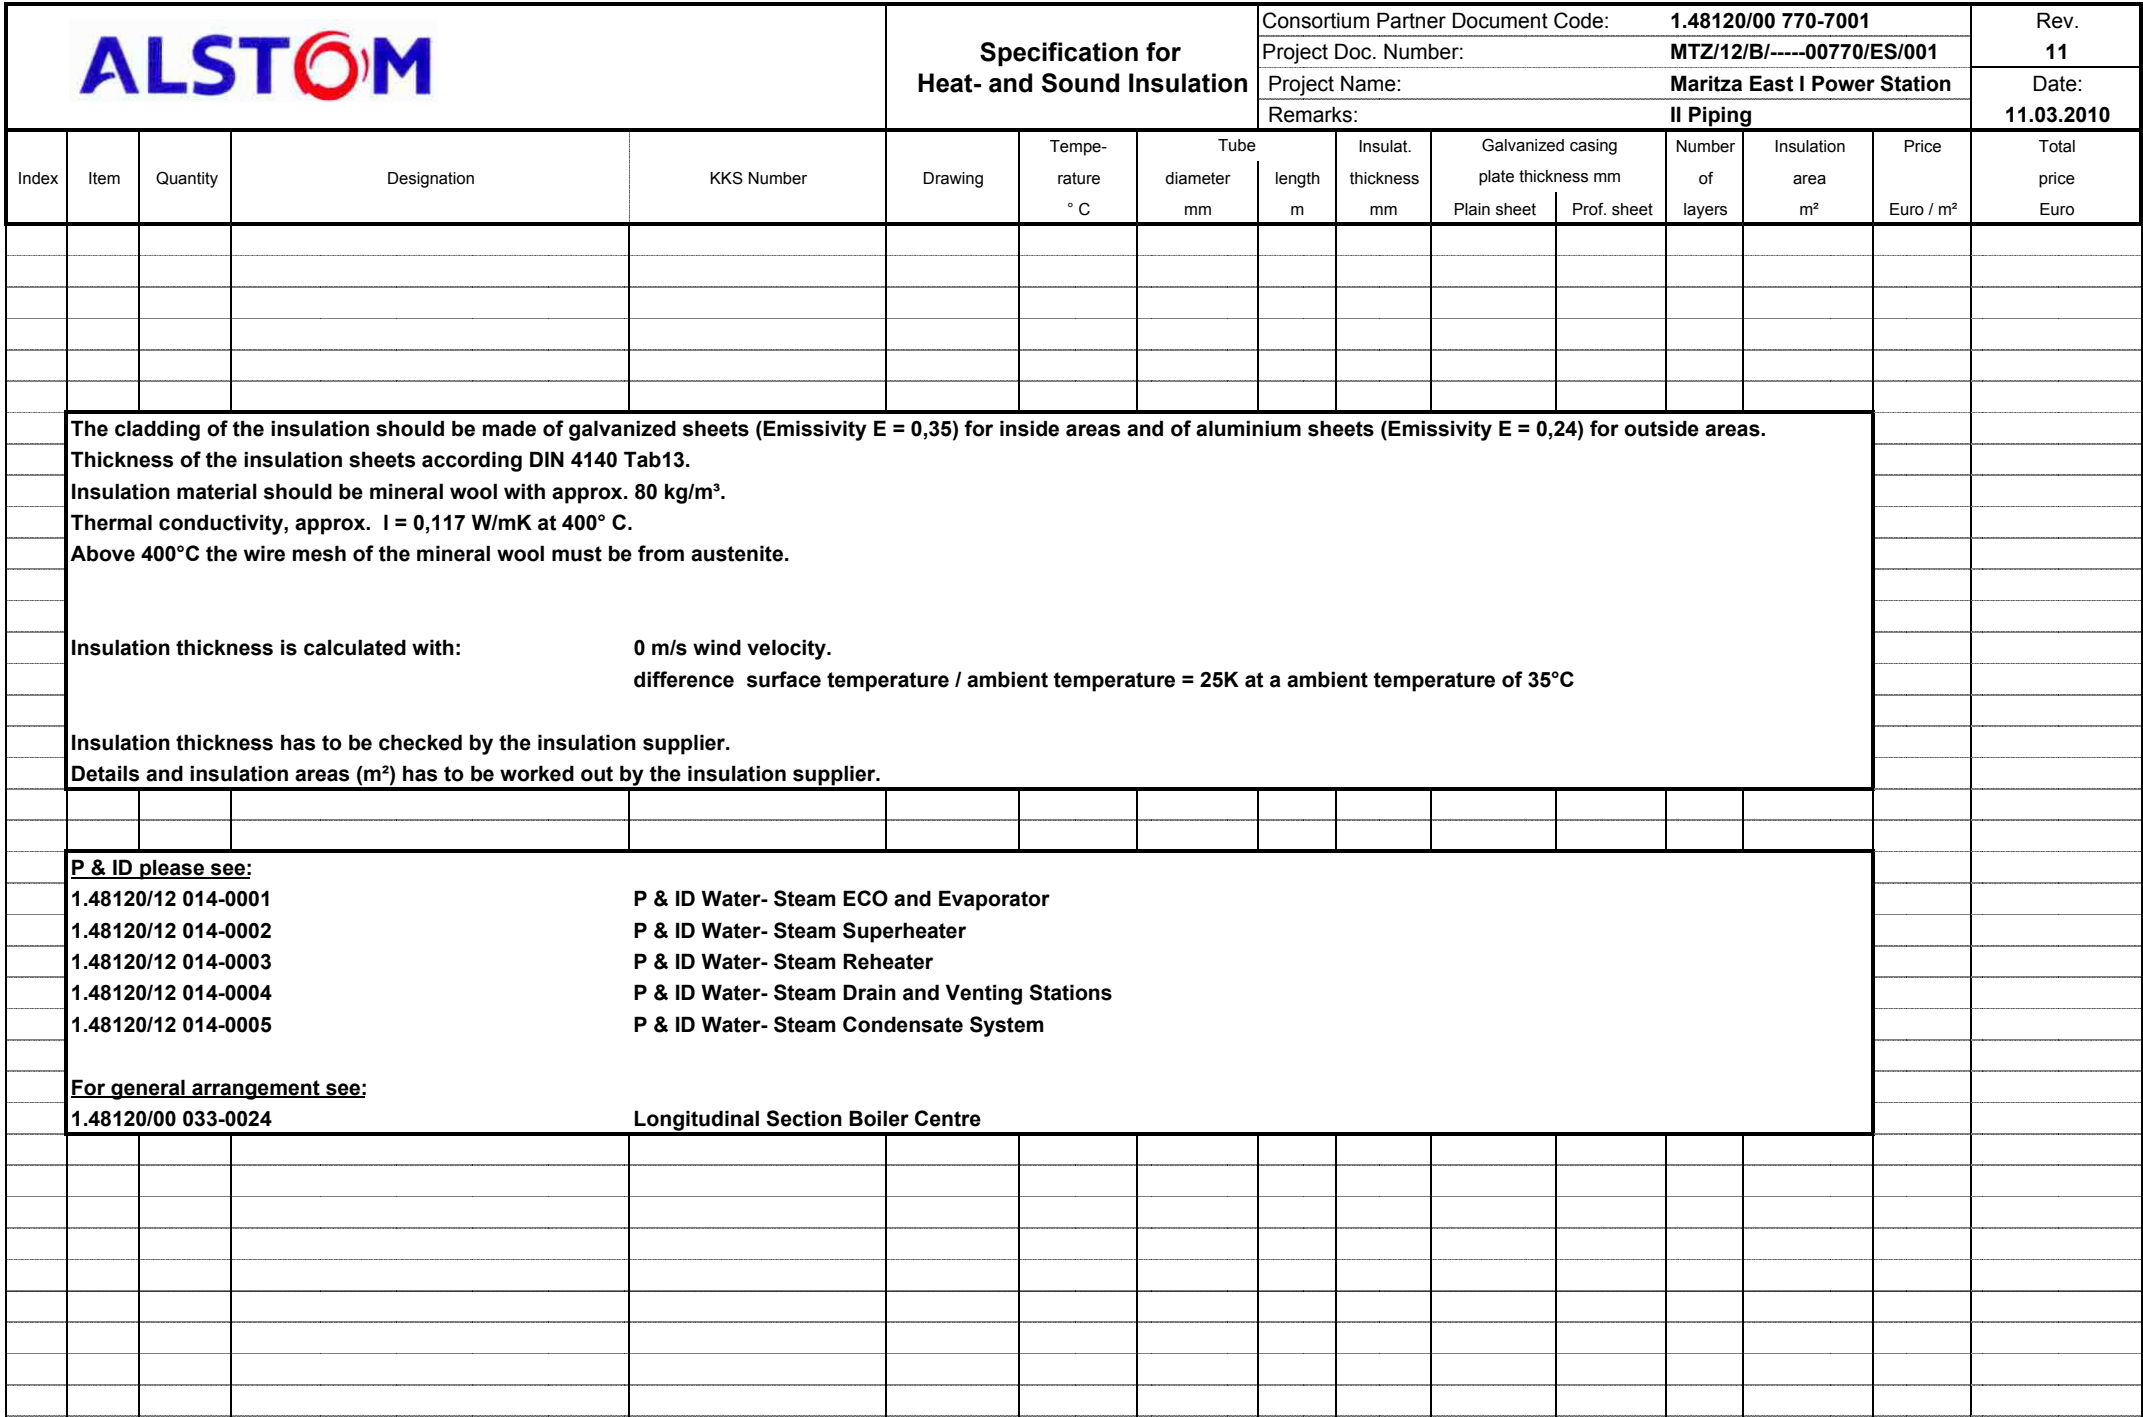 ALSTOM
Specification for
Heat- and Sound Insulation
Consortium Partner Document Code: 1.48120/00 770-7001
Project Doc. Number: MTZ/12/B/-----00770/ES/001
Project Name: Maritza East I Power Station
Remarks: II Piping
Rev.
11
Date:
11.03.2010
Index
Item
Quantity
Designation
KKS Number
Drawing
Tempe-
rature
° C
Tube
diameter
mm
length
m
Insulat.
thickness
mm
Galvanized casing
plate thickness mm
Plain sheet
Prof. sheet
Number
of
layers
Insulation
area
m²
Price
Euro / m²
Total
price
Euro
The cladding of the insulation should be made of galvanized sheets (Emissivity E = 0,35) for inside areas and of aluminium sheets (Emissivity E = 0,24) for outside areas.
Thickness of the insulation sheets according DIN 4140 Tab13.
Insulation material should be mineral wool with approx. 80 kg/m³.
Thermal conductivity, approx. l = 0,117 W/mK at 400° C.
Above 400°C the wire mesh of the mineral wool must be from austenite.
Insulation thickness is calculated with: 0 m/s wind velocity.
difference surface temperature / ambient temperature = 25K at a ambient temperature of 35°C
Insulation thickness has to be checked by the insulation supplier.
Details and insulation areas (m²) has to be worked out by the insulation supplier.
P & ID please see:
1.48120/12 014-0001 P & ID Water- Steam ECO and Evaporator
1.48120/12 014-0002 P & ID Water- Steam Superheater
1.48120/12 014-0003 P & ID Water- Steam Reheater
1.48120/12 014-0004 P & ID Water- Steam Drain and Venting Stations
1.48120/12 014-0005 P & ID Water- Steam Condensate System
For general arrangement see:
1.48120/00 033-0024 Longitudinal Section Boiler Centre